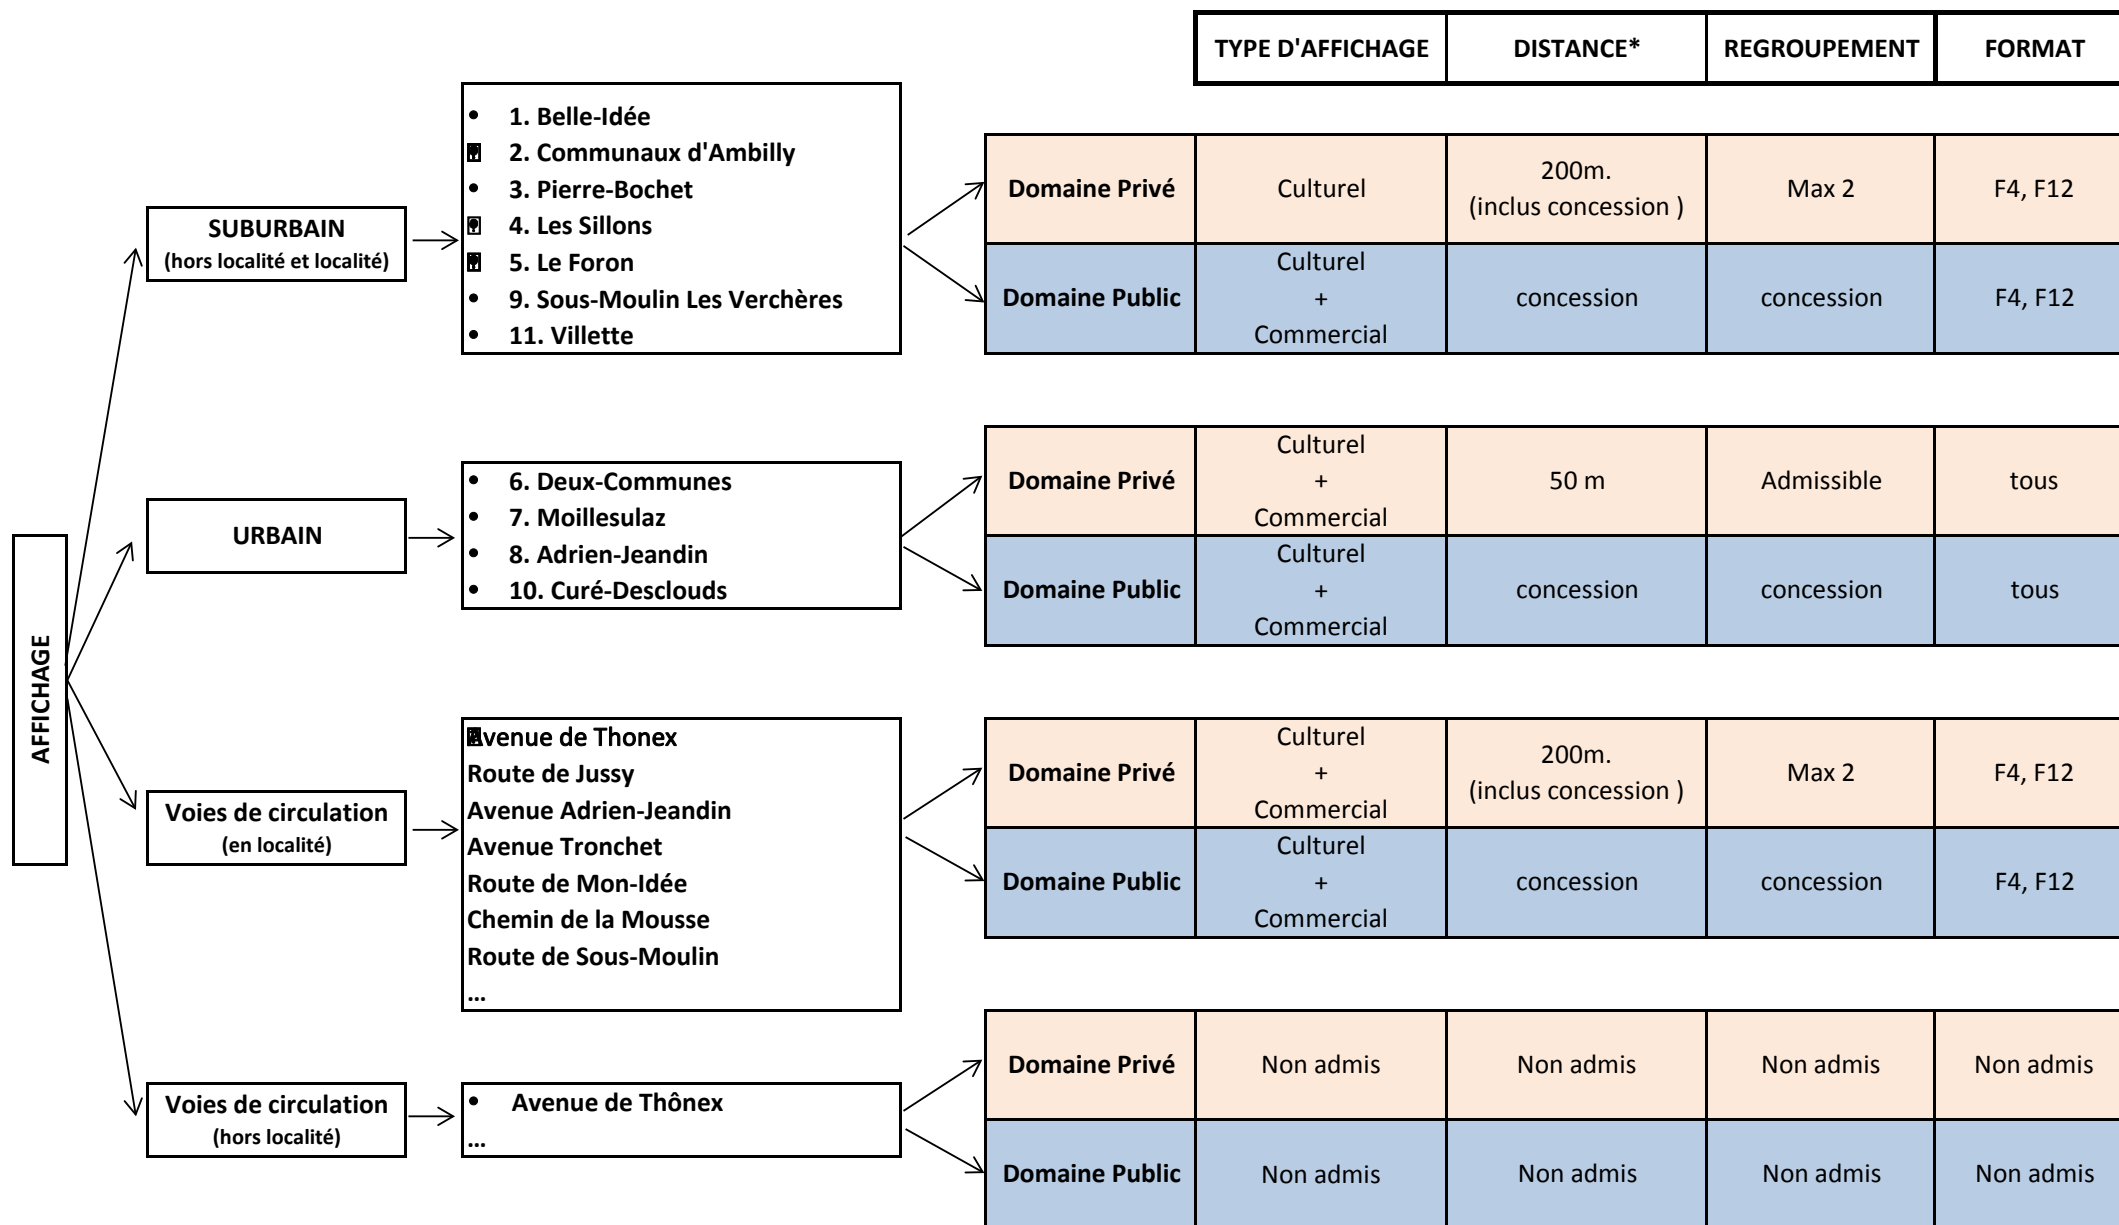 TYPE D'AFFICHAGE DISTANCE* REGROUPEMENT FORMAT
AFFICHAGE
SUBURBAIN
(hors localité et localité)
• 1. Belle-Idée
2. Communaux d'Ambilly
• 3. Pierre-Bochet
4. Les Sillons
5. Le Foron
• 9. Sous-Moulin Les Verchères
• 11. Villette
Domaine Privé
Culturel
200m.
(inclus concession )
Max 2
F4, F12
Domaine Public
Culturel
+
Commercial
concession
concession
F4, F12
URBAIN
• 6. Deux-Communes
• 7. Moillesulaz
• 8. Adrien-Jeandin
• 10. Curé-Desclouds
Domaine Privé
Culturel
+
Commercial
50 m
Admissible
tous
Domaine Public
Culturel
+
Commercial
concession
concession
tous
Voies de circulation
(en localité)
Avenue de Thonex
Route de Jussy
Avenue Adrien-Jeandin
Avenue Tronchet
Route de Mon-Idée
Chemin de la Mousse
Route de Sous-Moulin
...
Domaine Privé
Culturel
+
Commercial
200m.
(inclus concession )
Max 2
F4, F12
Domaine Public
Culturel
+
Commercial
concession
concession
F4, F12
Voies de circulation
(hors localité)
• Avenue de Thônex
...
Domaine Privé
Non admis
Non admis
Non admis
Non admis
Domaine Public
Non admis
Non admis
Non admis
Non admis